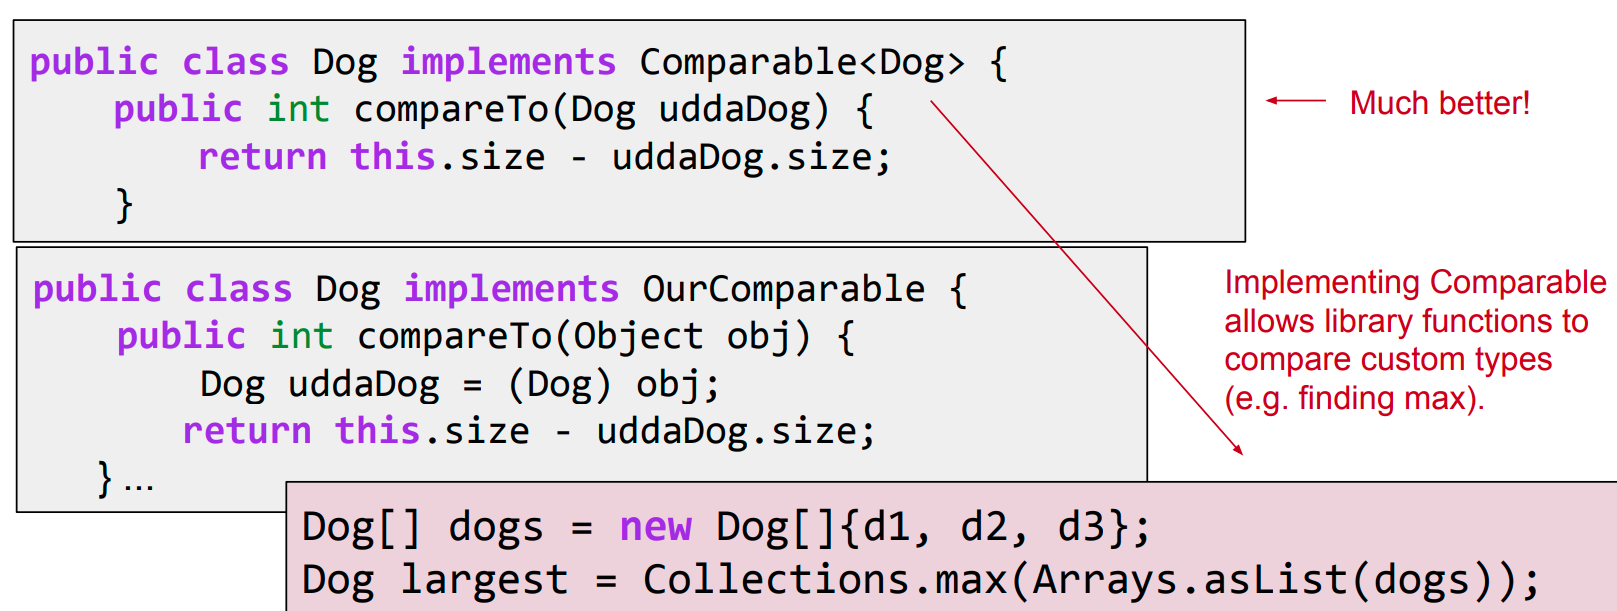 public class Dog implements Comparable<Dog> {
    public int compareTo(Dog uddaDog) {
        return this.size - uddaDog.size;
    }
Much better!
public class Dog implements OurComparable {
    public int compareTo(Object obj) {
        Dog uddaDog = (Dog) obj;
        return this.size - uddaDog.size;
    } ...
Implementing Comparable
allows library functions to
compare custom types
(e.g. finding max).
Dog[] dogs = new Dog[]{d1, d2, d3};
Dog largest = Collections.max(Arrays.asList(dogs));